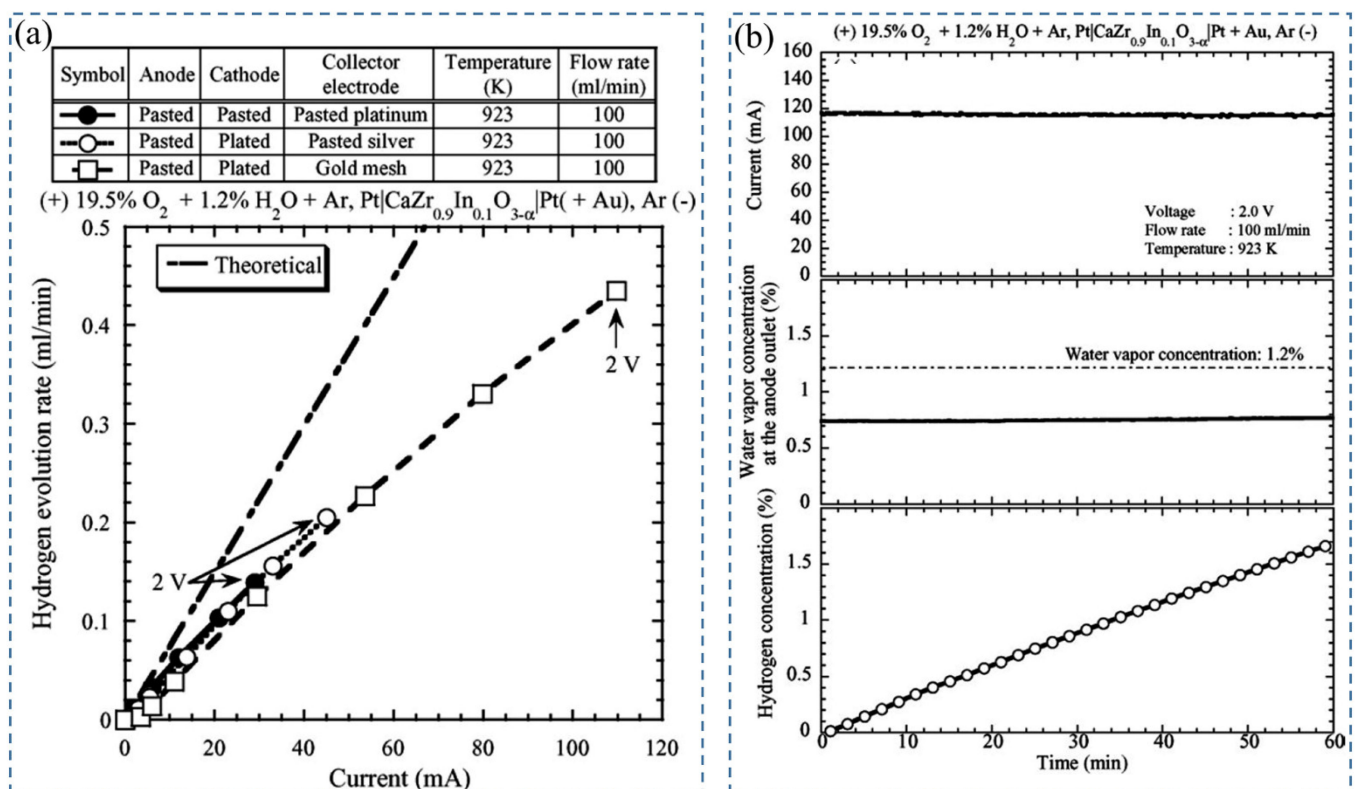 (a)
Symbol Anode Cathode Collector electrode Temperature (K) Flow rate (ml/min)
Pasted Pasted Pasted platinum 923 100
Pasted Plated Pasted silver 923 100
Pasted Plated Gold mesh 923 100
(+) 19.5% O2 + 1.2% H2O + Ar, Pt|CaZr0.9In0.1O3-α|Pt( + Au), Ar (-)
Hydrogen evolution rate (ml/min)
0.5
0.4
0.3
0.2
0.1
0
Theoretical
2 V
2 V
0 20 40 60 80 100 120
Current (mA)
(b)
(+) 19.5% O2 + 1.2% H2O + Ar, Pt|CaZr0.9In0.1O3-α|Pt + Au, Ar (-)
Current (mA)
160
140
120
100
80
60
40
20
0
Voltage : 2.0 V
Flow rate : 100 ml/min
Temperature : 923 K
Water vapor concentration
at the anode outlet (%)
1.5
1
0.5
0
Water vapor concentration: 1.2%
Hydrogen concentration (%)
1.5
1
0.5
0
0 10 20 30 40 50 60
Time (min)